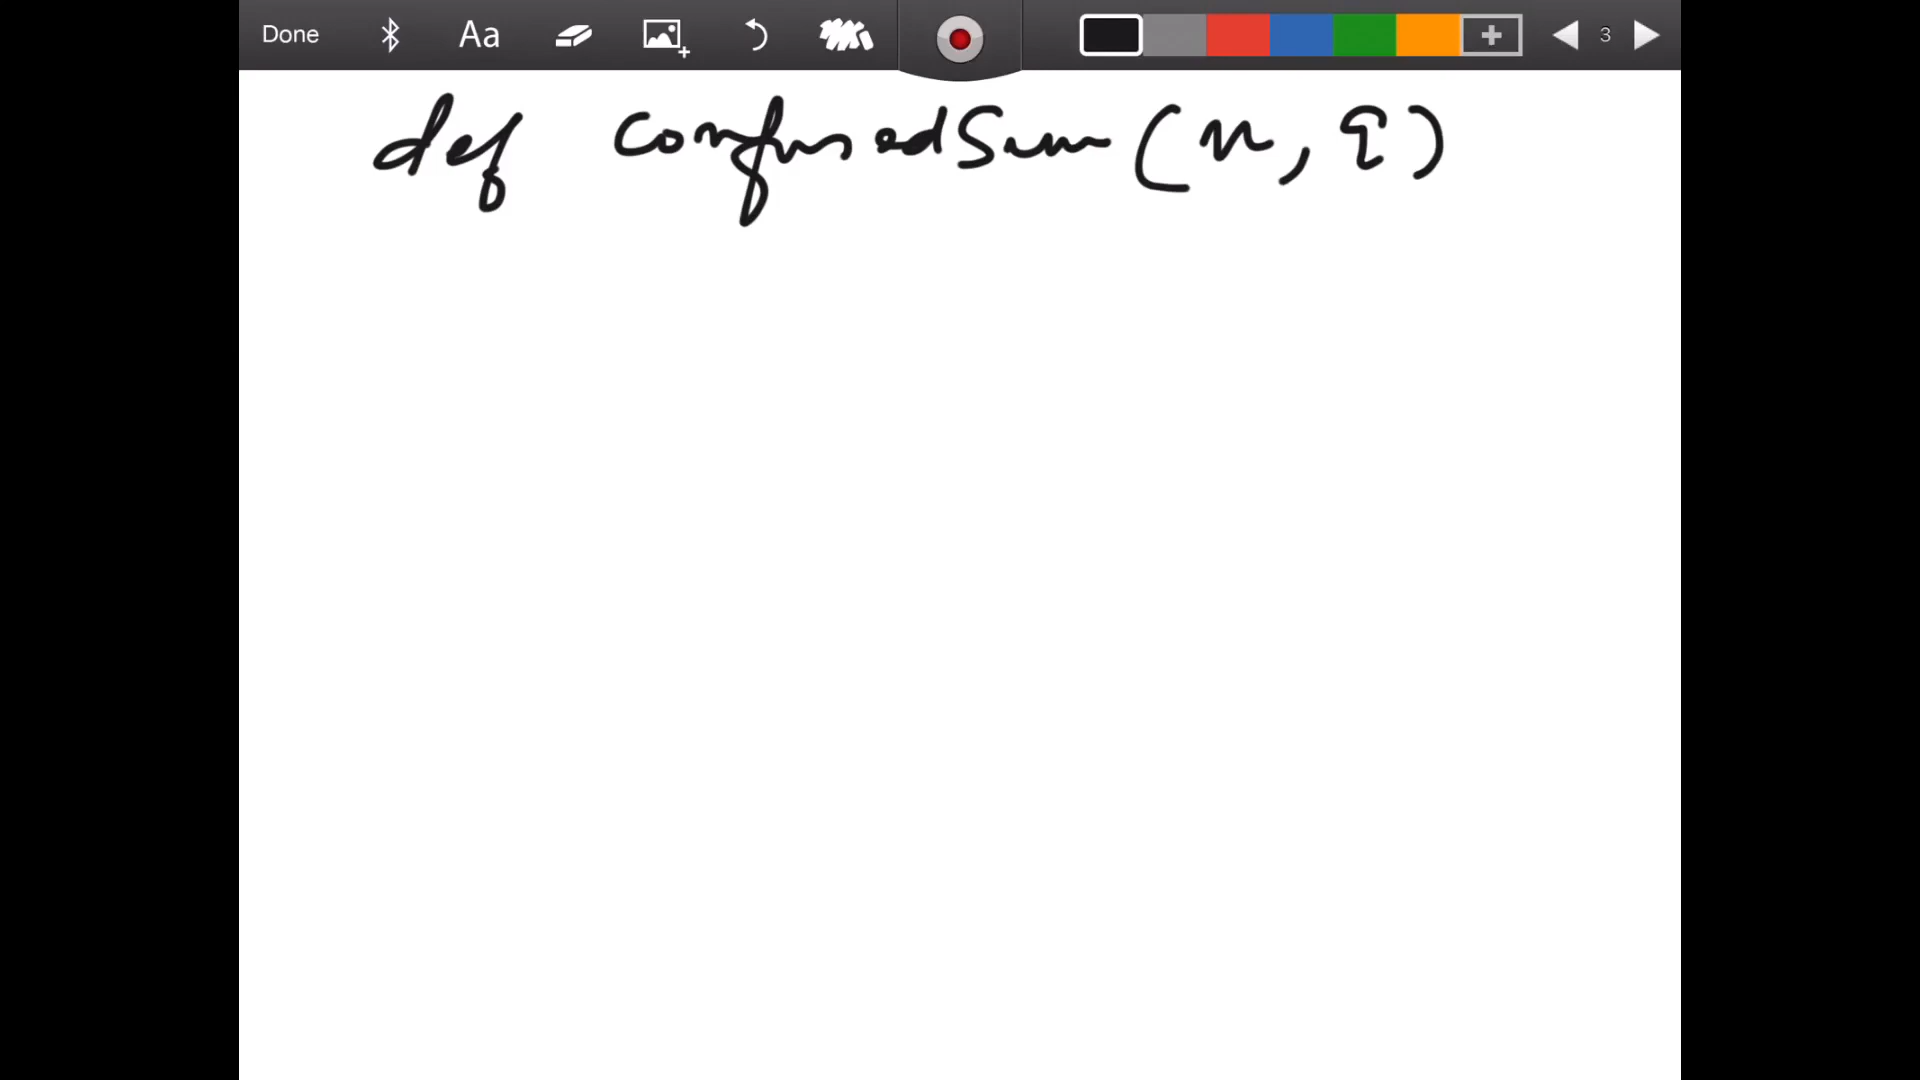 Done Aa 3
def confusedSum(n, q)